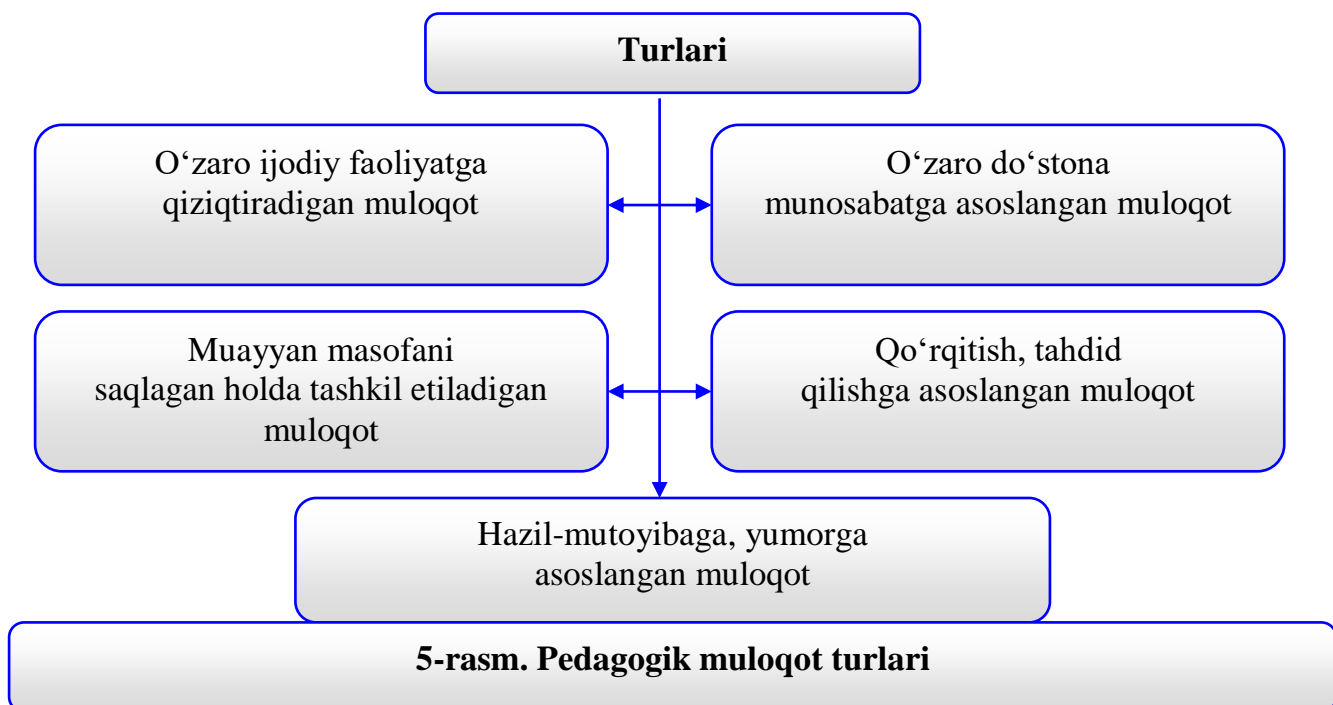 Turlari
O‘zaro ijodiy faoliyatga
qiziqtiradigan muloqot
O‘zaro do‘stona
munosabatga asoslangan muloqot
Muayyan masofani
saqlagan holda tashkil etiladigan
muloqot
Qo‘rqitish, tahdid
qilishga asoslangan muloqot
Hazil-mutoyibaga, yumorga
asoslangan muloqot
5-rasm. Pedagogik muloqot turlari